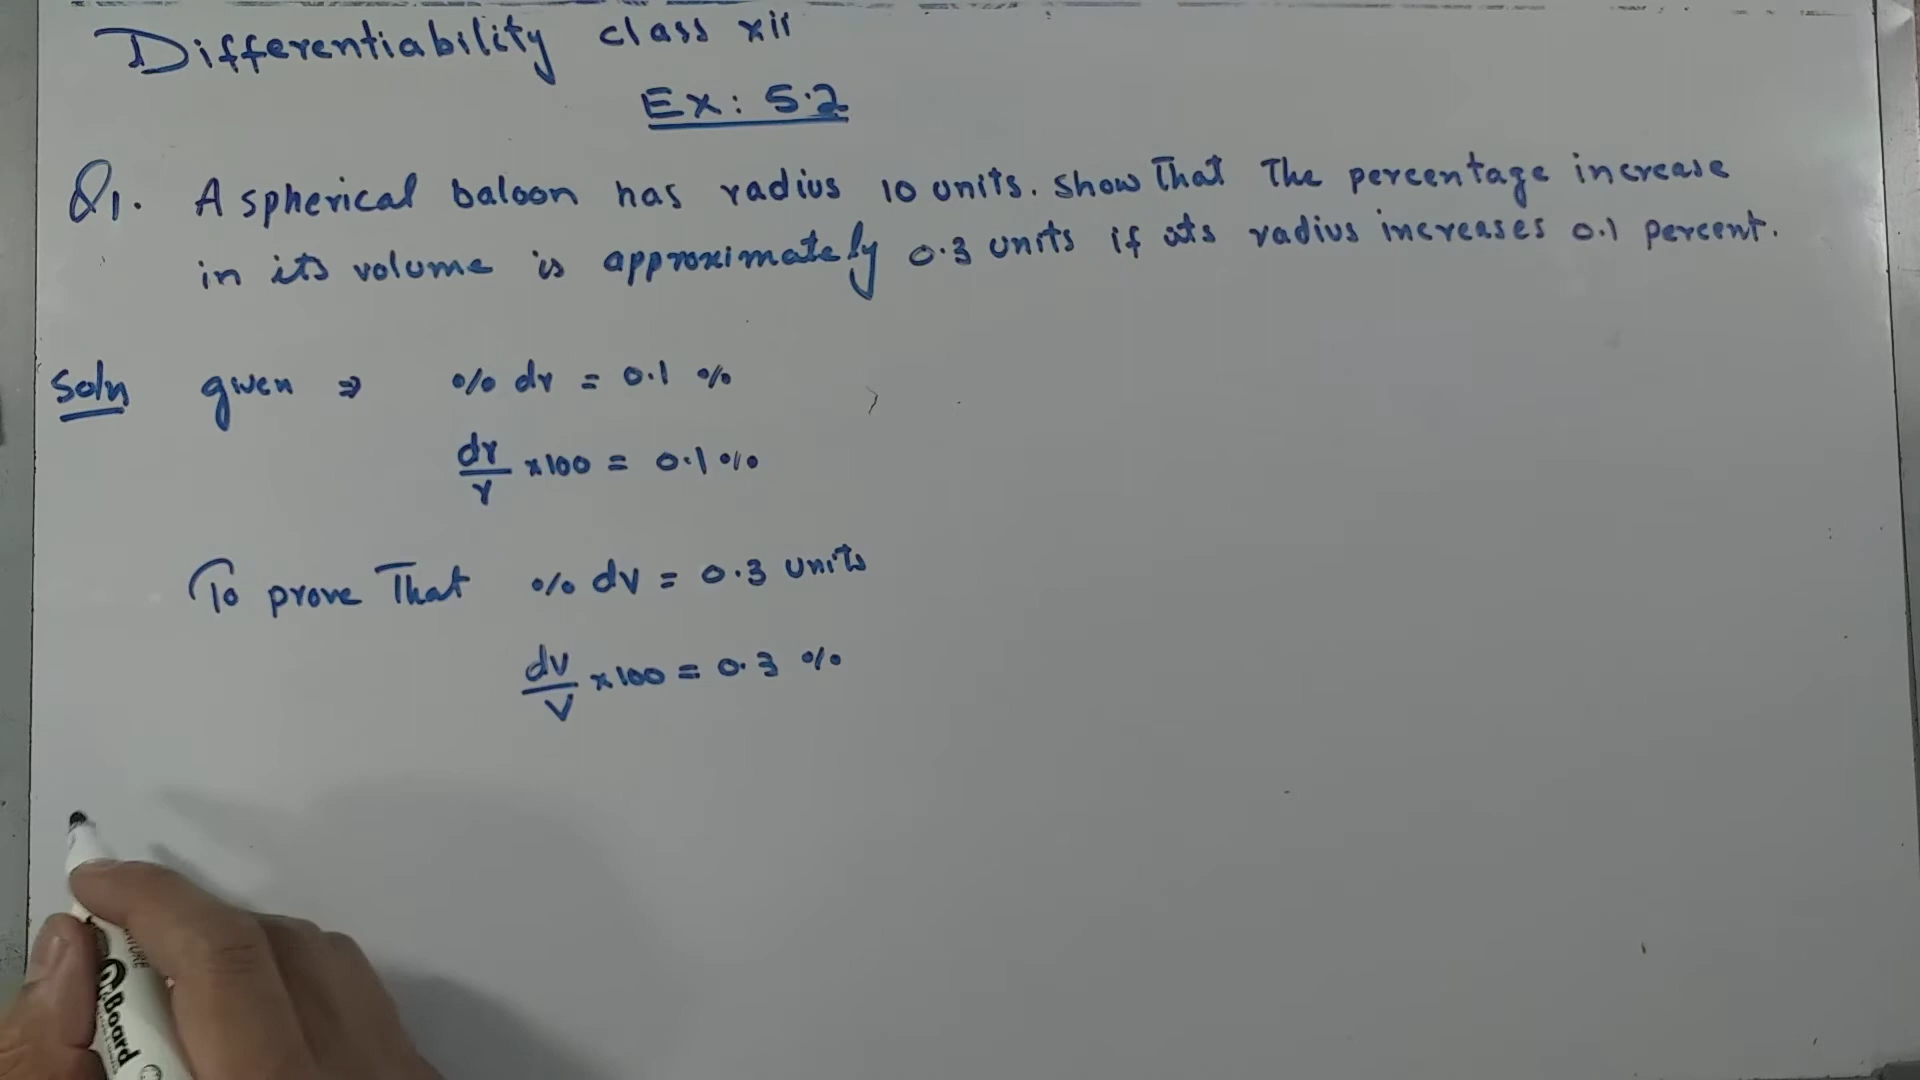 Differentiability class xii
Ex: 5.2
Q1. A spherical baloon has radius 10 units. show That The percentage increase
in its volume is approximately 0.3 units if its radius increases 0.1 percent.
Soln given ⇒ % dr = 0.1 %
dr/r × 100 = 0.1 %
To prove That % dv = 0.3 units
dv/v × 100 = 0.3 %
Board